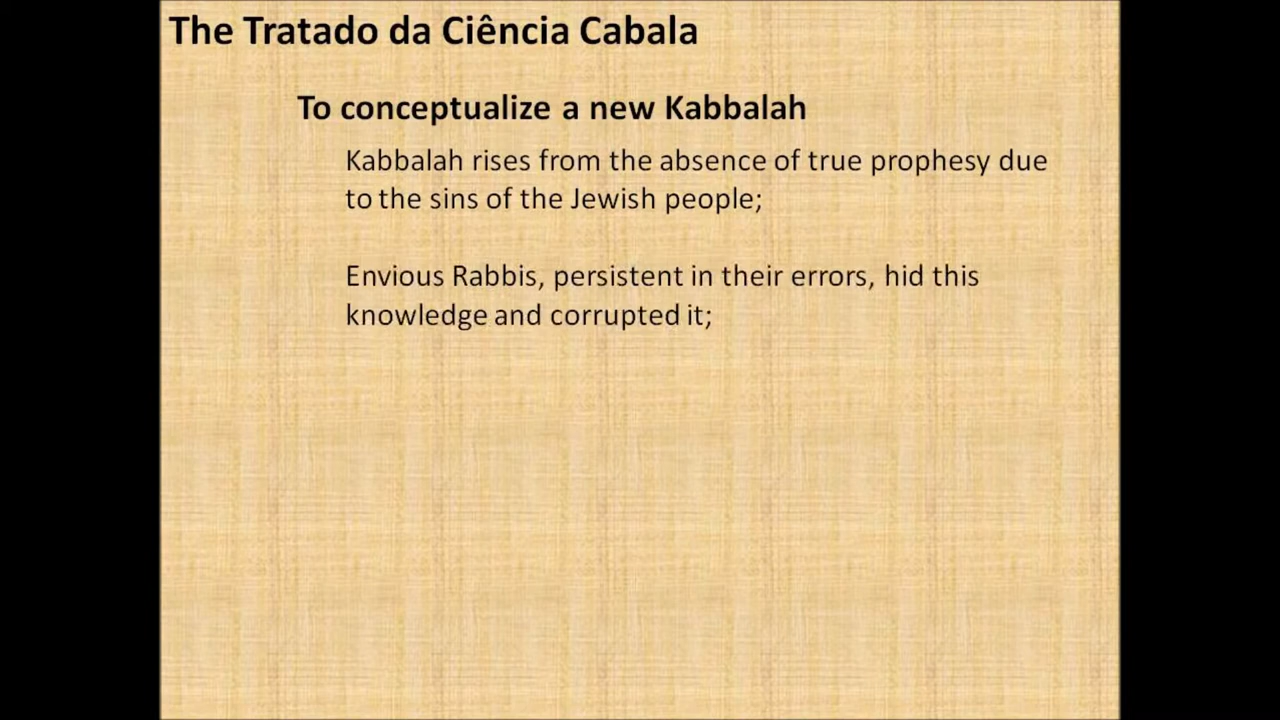 The Tratado da Ciência Cabala
To conceptualize a new Kabbalah
Kabbalah rises from the absence of true prophesy due
to the sins of the Jewish people;
Envious Rabbis, persistent in their errors, hid this
knowledge and corrupted it;